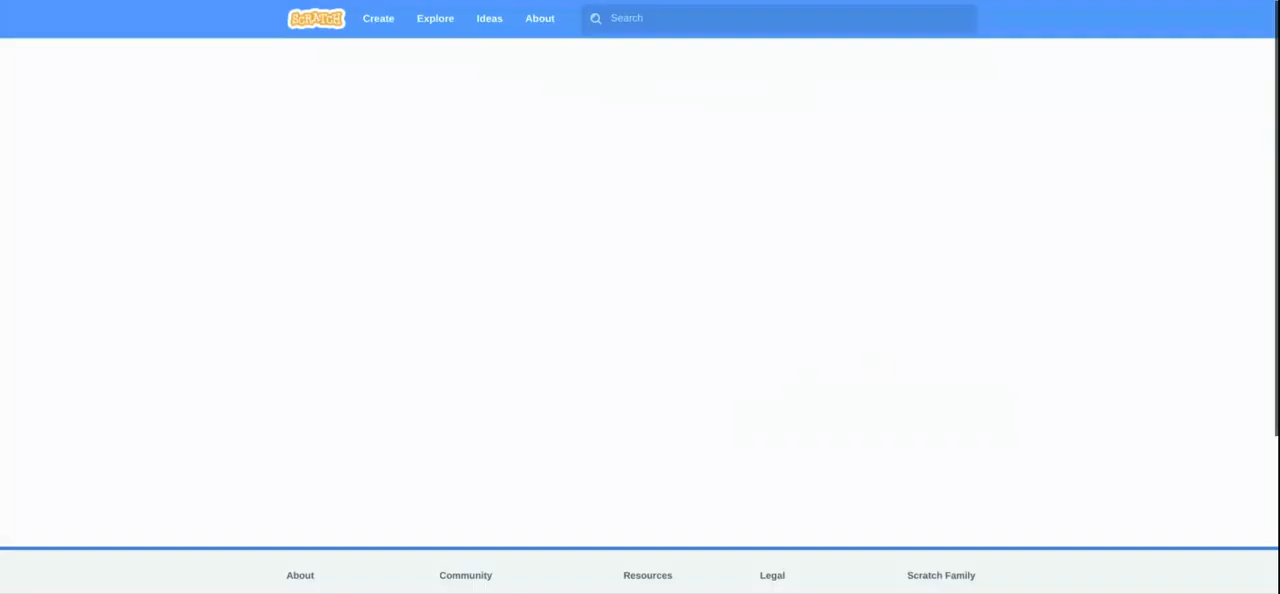 SCRATCH Create Explore Ideas About Search
About Community Resources Legal Scratch Family